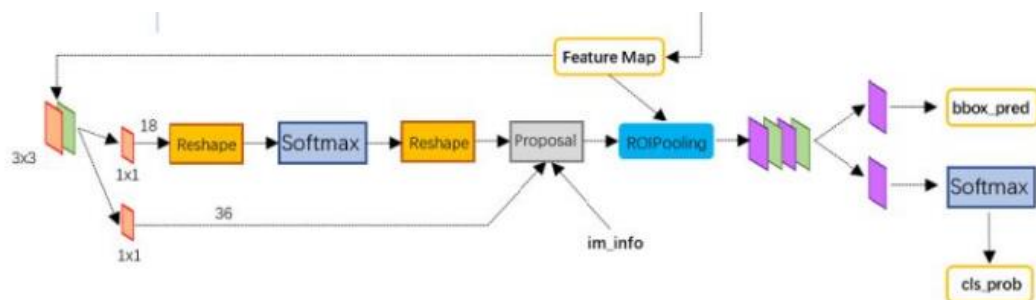 Feature Map
bbox_pred
18
Reshape
Softmax
Reshape
Proposal
ROIPooling
3x3
1x1
Softmax
36
1x1
im_info
cls_prob